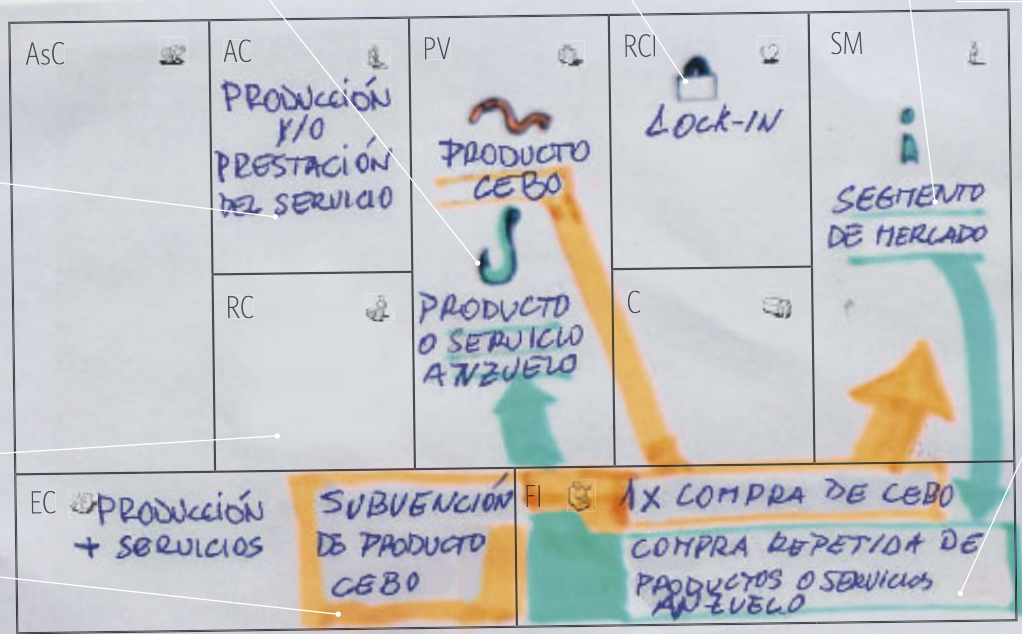 AsC
AC
PRODUCCIÓN
Y/O
PRESTACIÓN
DEL SERVICIO
RC
PV
PRODUCTO
CEBO
PRODUCTO
O SERVICIO
ANZUELO
RCl
LOCK-IN
C
SM
SEGMENTO
DE MERCADO
EC
PRODUCCIÓN
+ SERVICIOS
SUBVENCIÓN
DE PRODUCTO
CEBO
FI
1X COMPRA DE CEBO
COMPRA REPETIDA DE
PRODUCTOS O SERVICIOS
ANZUELO